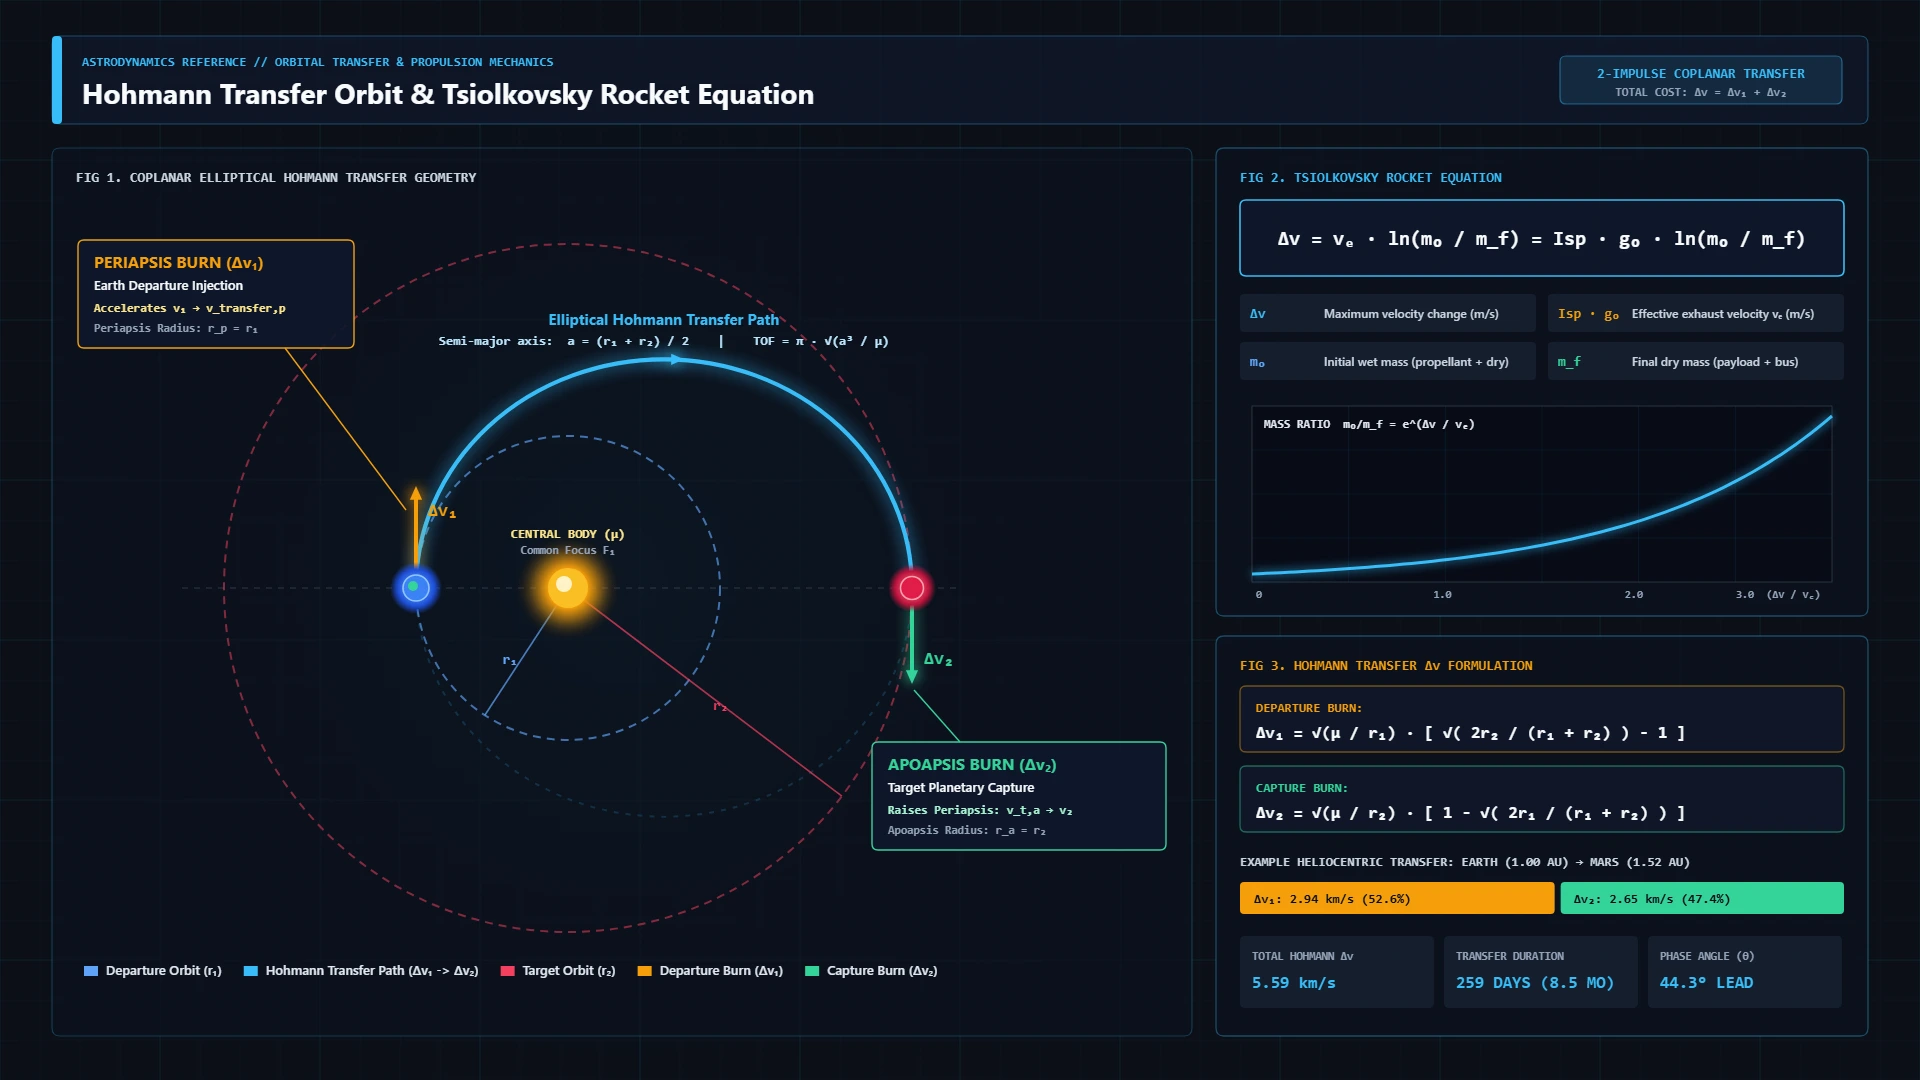 ASTRODYNAMICS REFERENCE // ORBITAL TRANSFER & PROPULSION MECHANICS
Hohmann Transfer Orbit & Tsiolkovsky Rocket Equation
2-IMPULSE COPLANAR TRANSFER
TOTAL COST: Δv = Δv₁ + Δv₂
FIG 1. COPLANAR ELLIPTICAL HOHMANN TRANSFER GEOMETRY
PERIAPSIS BURN (Δv₁)
Earth Departure Injection
Accelerates v₁ → v_transfer,p
Periapsis Radius: r_p = r₁
Elliptical Hohmann Transfer Path
Semi-major axis: a = (r₁ + r₂) / 2 | TOF = π · √(a³ / μ)
Δv₁
CENTRAL BODY (μ)
Common Focus F₁
r₁
r₂
Δv₂
APOAPSIS BURN (Δv₂)
Target Planetary Capture
Raises Periapsis: v_t,a → v₂
Apoapsis Radius: r_a = r₂
Departure Orbit (r₁)
Hohmann Transfer Path (Δv₁ -> Δv₂)
Target Orbit (r₂)
Departure Burn (Δv₁)
Capture Burn (Δv₂)
FIG 2. TSIOLKOVSKY ROCKET EQUATION
Δv = vₑ · ln(m₀ / m_f) = Isp · g₀ · ln(m₀ / m_f)
Δv Maximum velocity change (m/s)
Isp · g₀ Effective exhaust velocity vₑ (m/s)
m₀ Initial wet mass (propellant + dry)
m_f Final dry mass (payload + bus)
MASS RATIO m₀/m_f = e^(Δv / vₑ)
0 1.0 2.0 3.0 (Δv / vₑ)
FIG 3. HOHMANN TRANSFER Δv FORMULATION
DEPARTURE BURN:
Δv₁ = √(μ / r₁) · [ √( 2r₂ / (r₁ + r₂) ) - 1 ]
CAPTURE BURN:
Δv₂ = √(μ / r₂) · [ 1 - √( 2r₁ / (r₁ + r₂) ) ]
EXAMPLE HELIOCENTRIC TRANSFER: EARTH (1.00 AU) → MARS (1.52 AU)
Δv₁: 2.94 km/s (52.6%)
Δv₂: 2.65 km/s (47.4%)
TOTAL HOHMANN Δv
5.59 km/s
TRANSFER DURATION
259 DAYS (8.5 MO)
PHASE ANGLE (θ)
44.3° LEAD